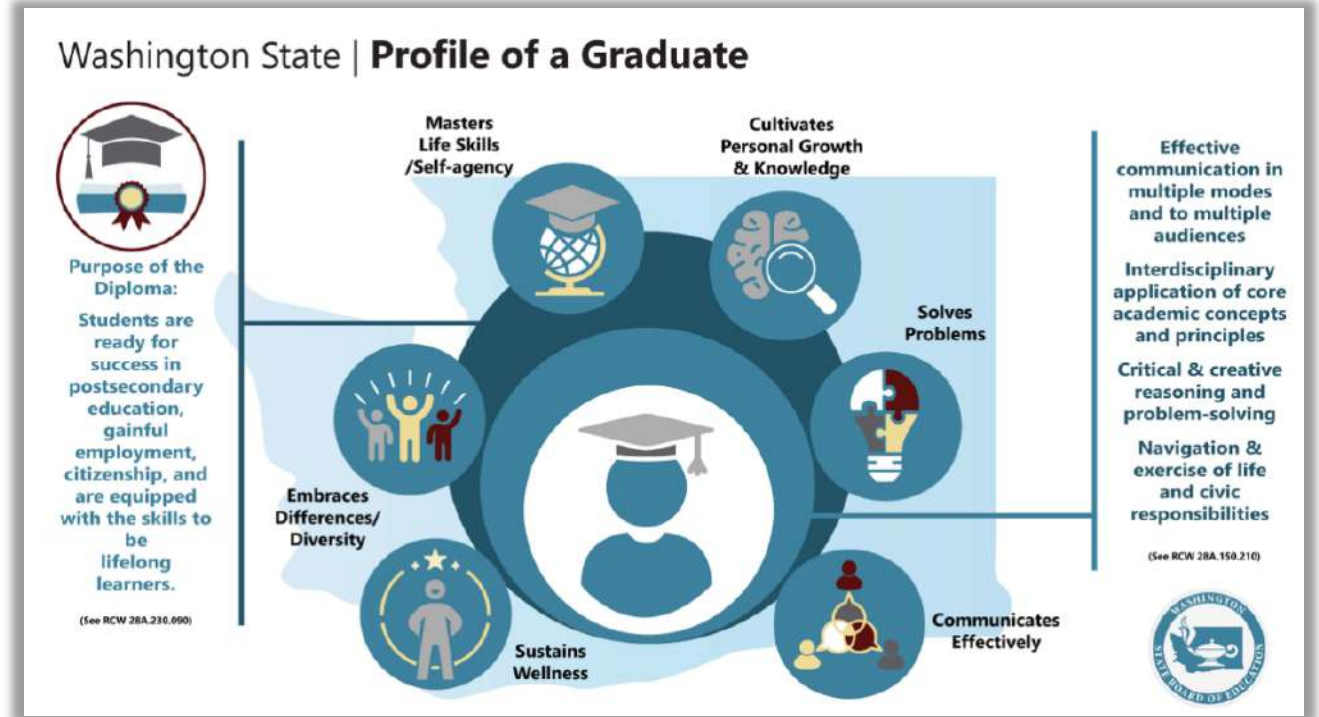 Washington State | Profile of a Graduate
Purpose of the
Diploma:
Students are
ready for
success in
postsecondary
education,
gainful
employment,
citizenship, and
are equipped
with the skills to
be
lifelong
learners.
(See RCW 28A.230.090)
Masters
Life Skills
/Self-agency
Cultivates
Personal Growth
& Knowledge
Solves
Problems
Embraces
Differences/
Diversity
Sustains
Wellness
Communicates
Effectively
Effective
communication in
multiple modes
and to multiple
audiences
Interdisciplinary
application of core
academic concepts
and principles
Critical & creative
reasoning and
problem-solving
Navigation &
exercise of life
and civic
responsibilities
(See RCW 28A.150.210)
WASHINGTON
STATE BOARD OF EDUCATION